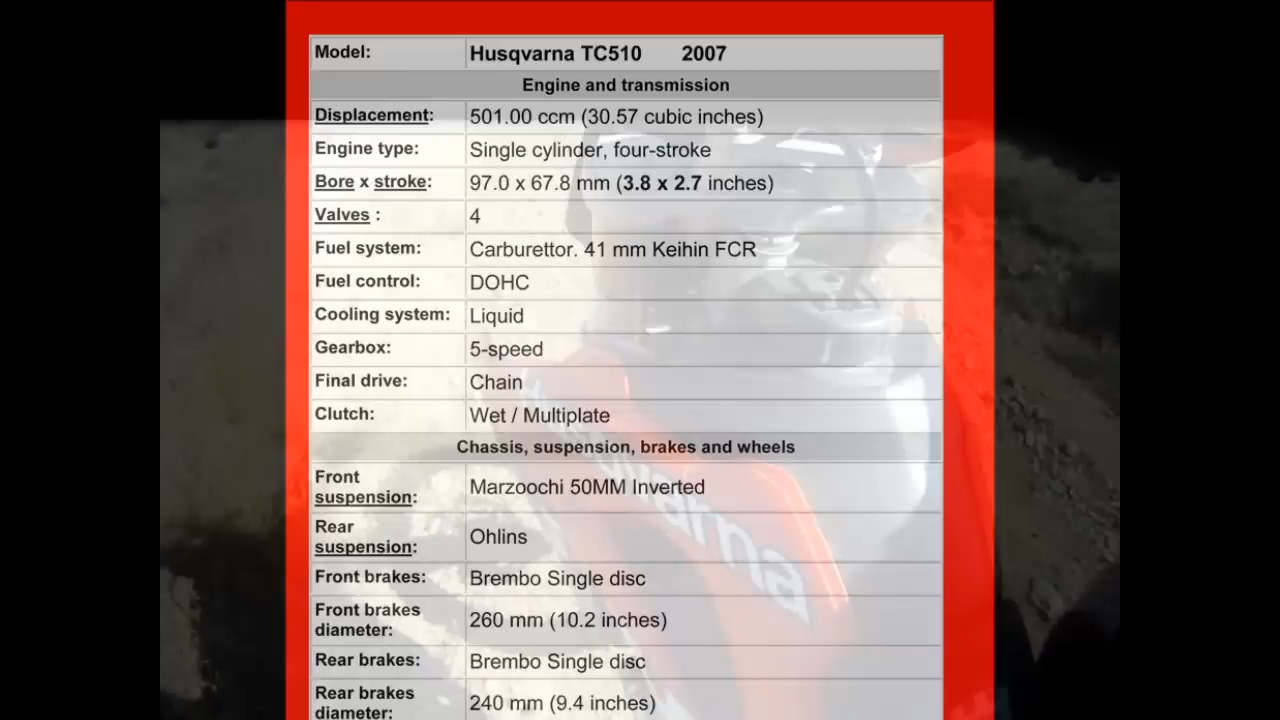 Model: Husqvarna TC510 2007
Engine and transmission
Displacement: 501.00 ccm (30.57 cubic inches)
Engine type: Single cylinder, four-stroke
Bore x stroke: 97.0 x 67.8 mm (3.8 x 2.7 inches)
Valves : 4
Fuel system: Carburettor. 41 mm Keihin FCR
Fuel control: DOHC
Cooling system: Liquid
Gearbox: 5-speed
Final drive: Chain
Clutch: Wet / Multiplate
Chassis, suspension, brakes and wheels
Front
suspension: Marzoochi 50MM Inverted
Rear
suspension: Ohlins
Front brakes: Brembo Single disc
Front brakes
diameter: 260 mm (10.2 inches)
Rear brakes: Brembo Single disc
Rear brakes
diameter: 240 mm (9.4 inches)
Husqvarna